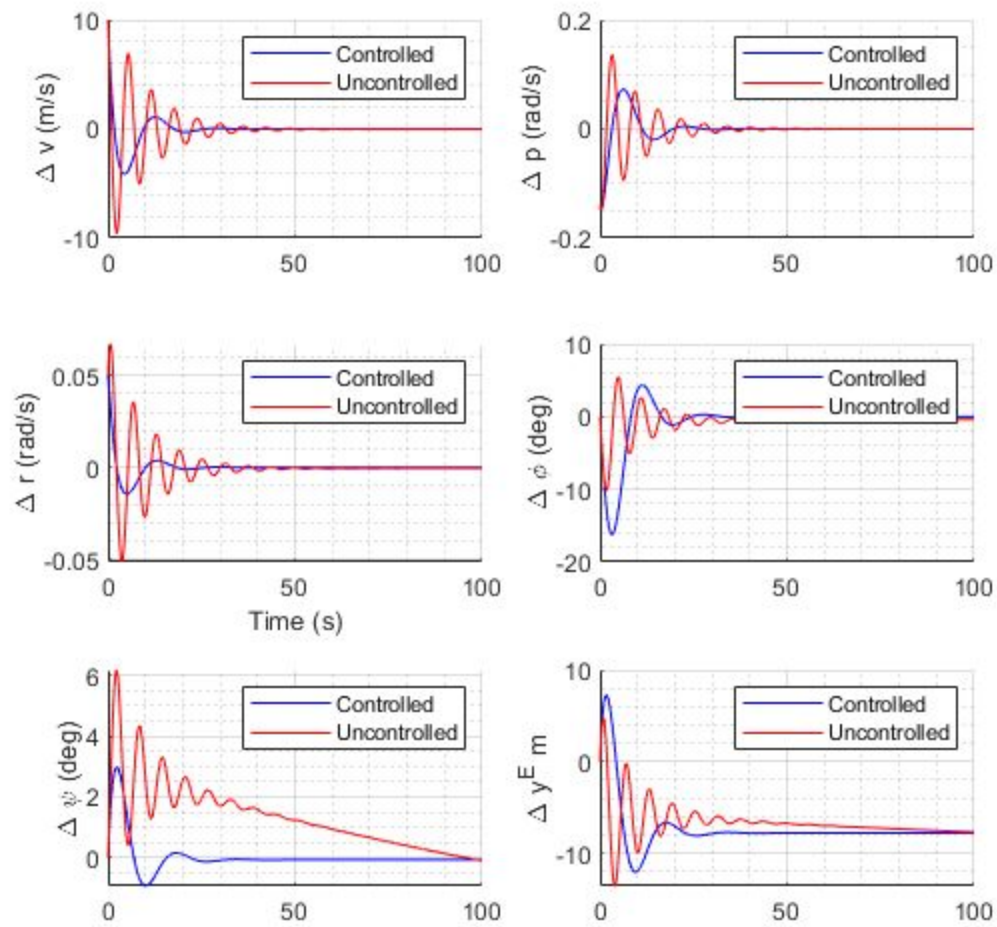 Δ v (m/s)
10
0
-10
0
50
100
Controlled
Uncontrolled
Δ p (rad/s)
0.2
0
-0.2
0
50
100
Controlled
Uncontrolled
Δ r (rad/s)
0.05
0
-0.05
0
50
100
Time (s)
Controlled
Uncontrolled
Δ ϕ (deg)
10
0
-10
-20
0
50
100
Controlled
Uncontrolled
Δ ψ (deg)
6
4
2
0
0
50
100
Controlled
Uncontrolled
Δ y^E m
10
0
-10
0
50
100
Controlled
Uncontrolled